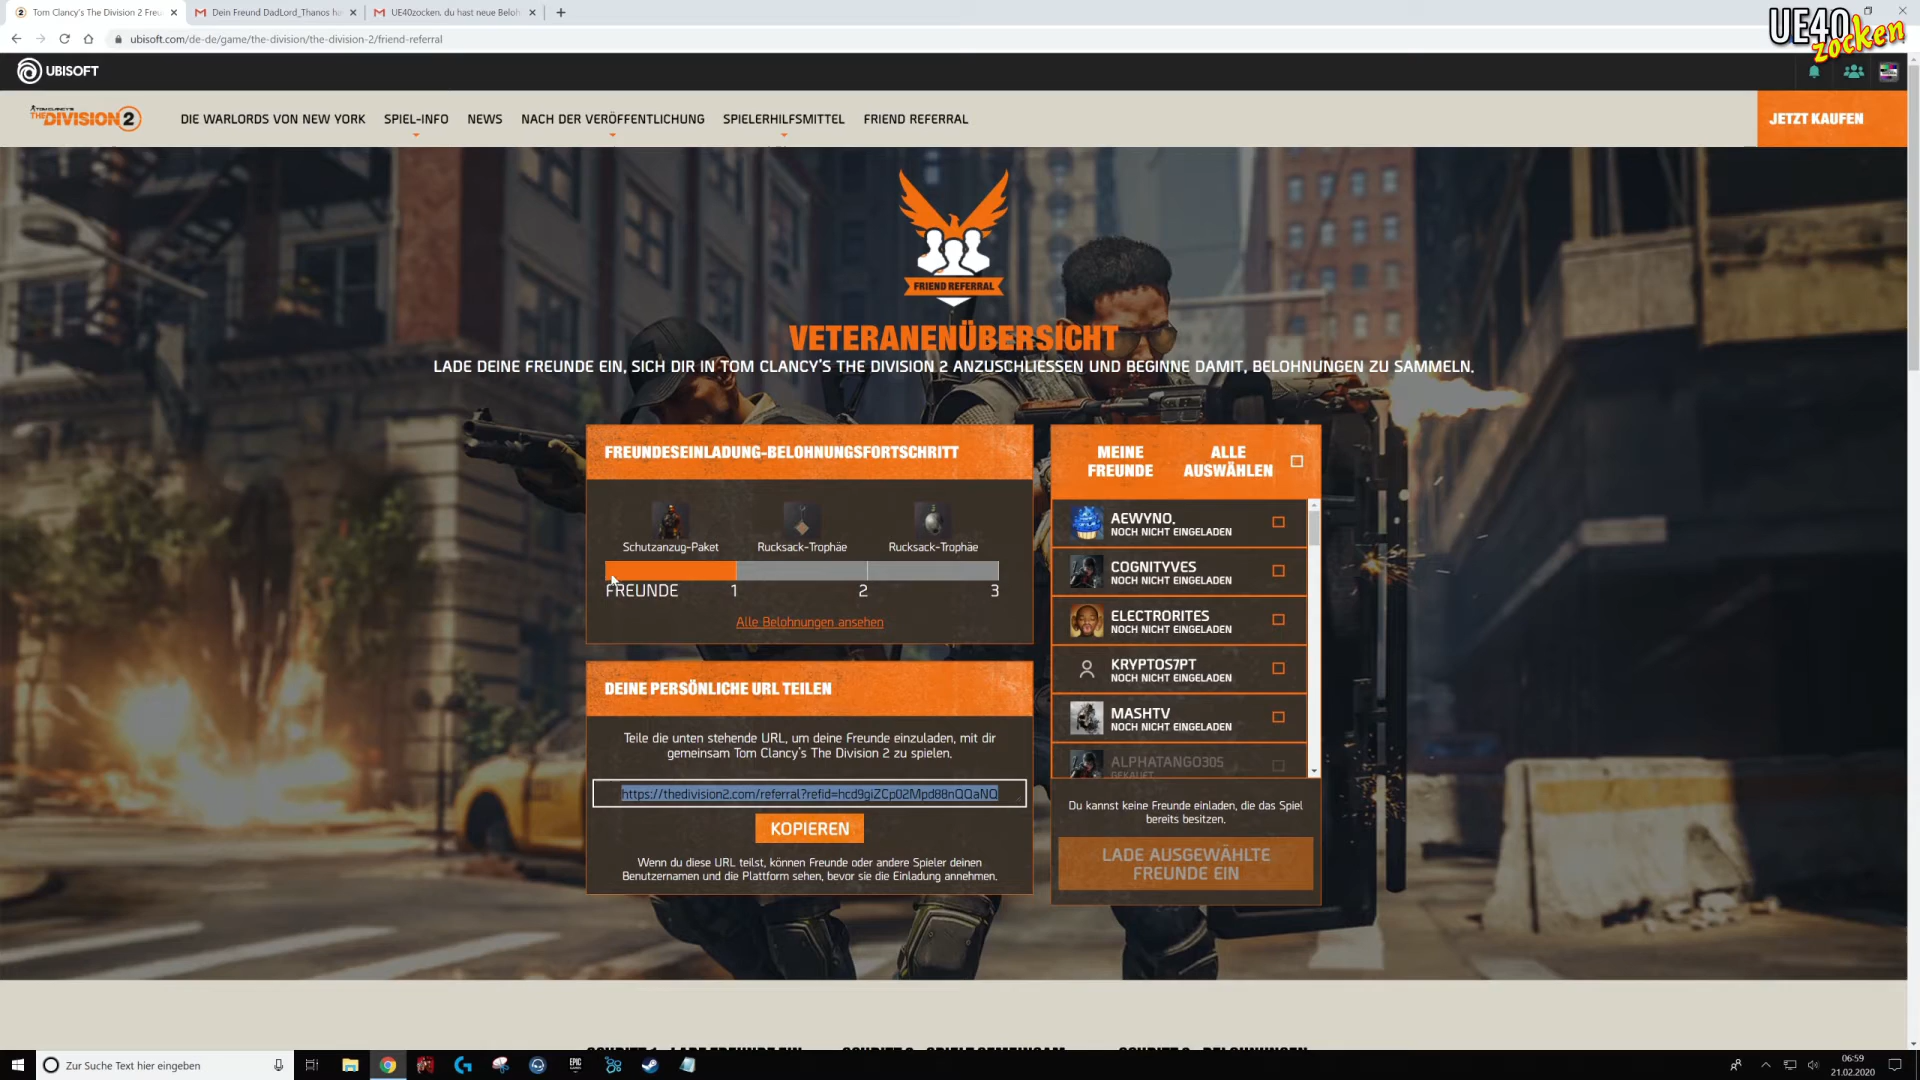 Tom Clancy's The Division 2 Freu
Dein Freund DadLord_Thanos ha
UE40zocken, du hast neue Beloh
ubisoft.com/de-de/game/the-division/the-division-2/friend-referral
UE40
zocken
UBISOFT
TOM CLANCY'S
THE DIVISION 2
DIE WARLORDS VON NEW YORK
SPIEL-INFO
NEWS
NACH DER VERÖFFENTLICHUNG
SPIELERHILFSMITTEL
FRIEND REFERRAL
JETZT KAUFEN
FRIEND REFERRAL
VETERANENÜBERSICHT
LADE DEINE FREUNDE EIN, SICH DIR IN TOM CLANCY'S THE DIVISION 2 ANZUSCHLIESSEN UND BEGINNE DAMIT, BELOHNUNGEN ZU SAMMELN.
FREUNDESEINLADUNG-BELOHNUNGSFORTSCHRITT
Schutzanzug-Paket
Rucksack-Trophäe
Rucksack-Trophäe
FREUNDE
1
2
3
Alle Belohnungen ansehen
DEINE PERSÖNLICHE URL TEILEN
Teile die unten stehende URL, um deine Freunde einzuladen, mit dir
gemeinsam Tom Clancy's The Division 2 zu spielen.
https://thedivision2.com/referral?refid=hcd9giZCp02Mpd88nQQaNQ
KOPIEREN
Wenn du diese URL teilst, können Freunde oder andere Spieler deinen
Benutzernamen und die Plattform sehen, bevor sie die Einladung annehmen.
MEINE
FREUNDE
ALLE
AUSWÄHLEN
AEWYNO.
NOCH NICHT EINGELADEN
COGNITYVES
NOCH NICHT EINGELADEN
ELECTRORITES
NOCH NICHT EINGELADEN
KRYPTOS7PT
NOCH NICHT EINGELADEN
MASHTV
NOCH NICHT EINGELADEN
ALPHATANGO305
GEKAUFT
Du kannst keine Freunde einladen, die das Spiel
bereits besitzen.
LADE AUSGEWÄHLTE
FREUNDE EIN
Zur Suche Text hier eingeben
EPIC
06:59
21.02.2020